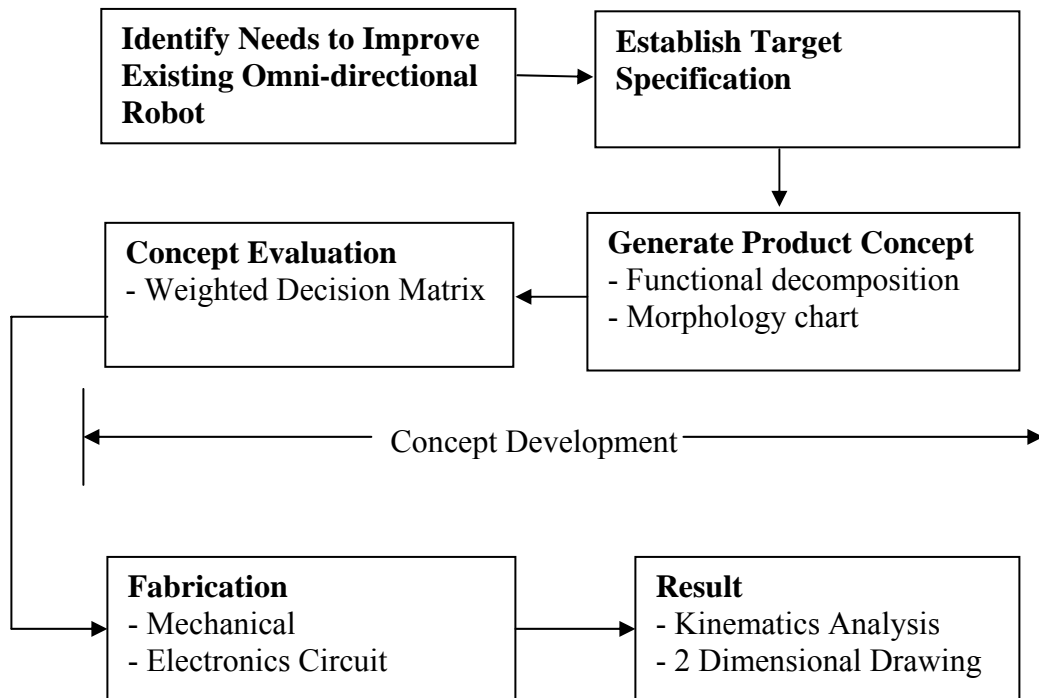 Identify Needs to Improve
Existing Omni-directional
Robot
Establish Target
Specification
Generate Product Concept
- Functional decomposition
- Morphology chart
Concept Evaluation
- Weighted Decision Matrix
Concept Development
Fabrication
- Mechanical
- Electronics Circuit
Result
- Kinematics Analysis
- 2 Dimensional Drawing